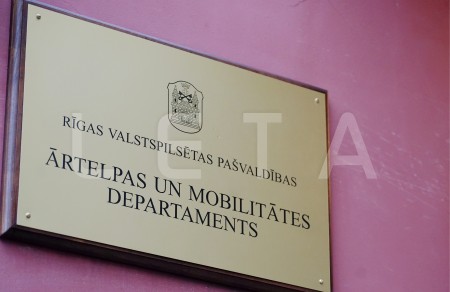 RĪGAS VALSTSPILSĒTAS PAŠVALDĪBAS
ĀRTELPAS UN MOBILITĀTES
DEPARTAMENTS
LETA